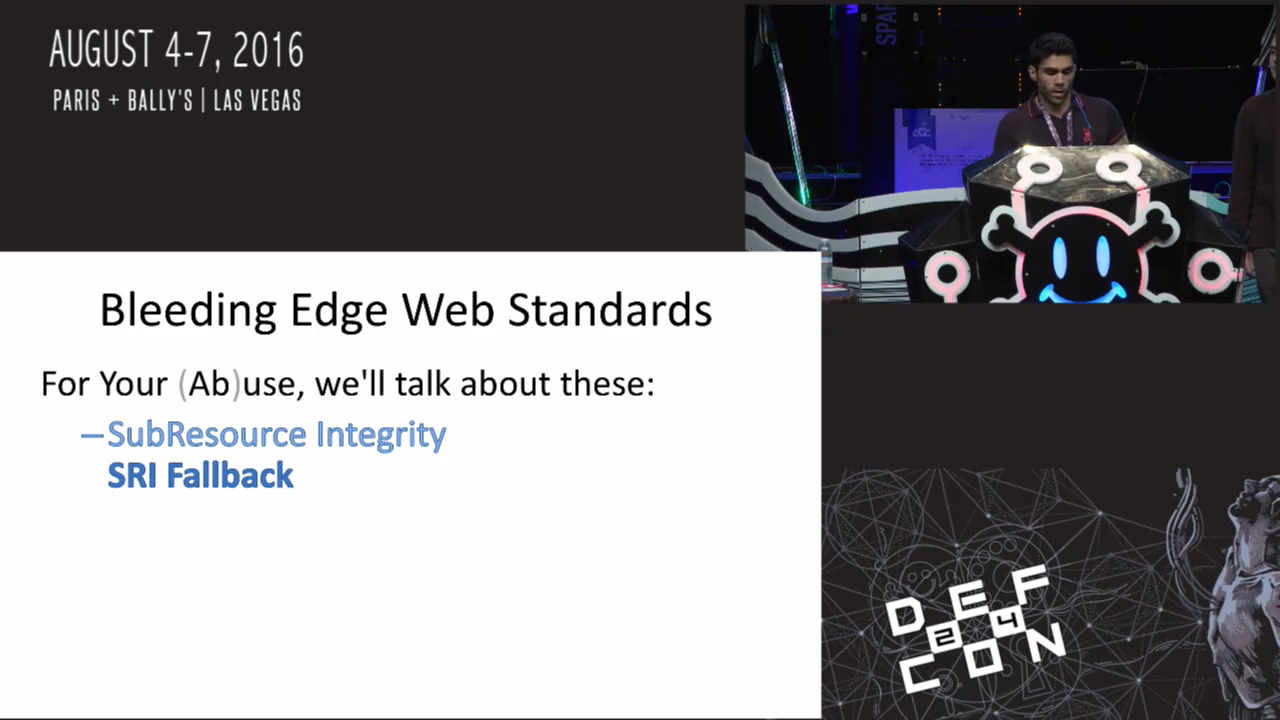 AUGUST 4-7, 2016
PARIS + BALLY'S | LAS VEGAS
SPAR
Bleeding Edge Web Standards
For Your (Ab)use, we'll talk about these:
–SubResource Integrity
SRI Fallback
DEF
24
CON